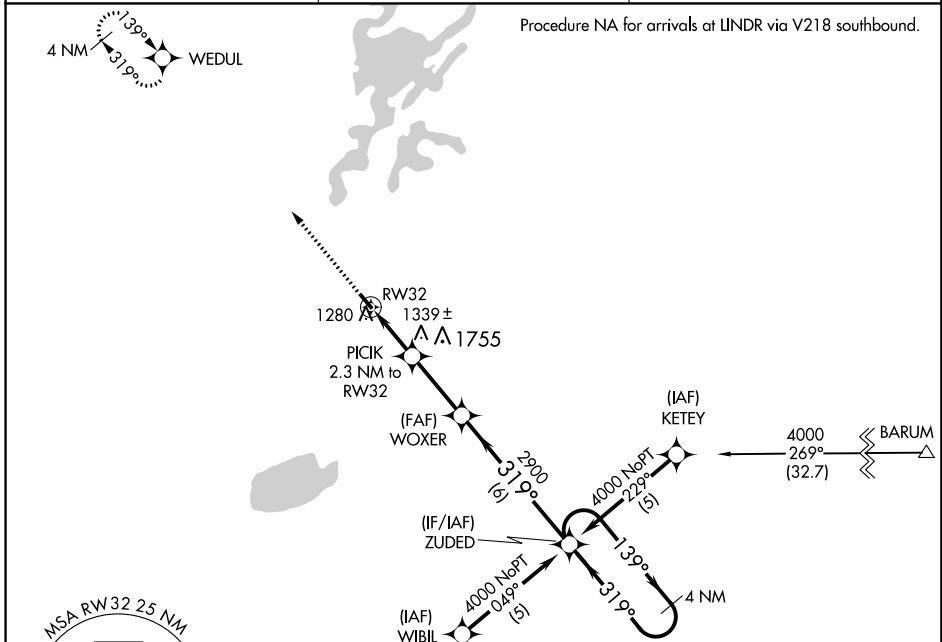 Procedure NA for arrivals at LINDR via V218 southbound.
139°
4 NM
319°
WEDUL
RW32
1280
1339±
1755
PICIK
2.3 NM to
RW32
(FAF)
WOXER
(IAF)
KETEY
4000
269°
(32.7)
BARUM
2900
319°
(6)
4000 NoPT
229°
(5)
(IF/IAF)
ZUDED
139°
4 NM
319°
4000 NoPT
049°
(5)
(IAF)
WIBIL
MSA RW32 25 NM